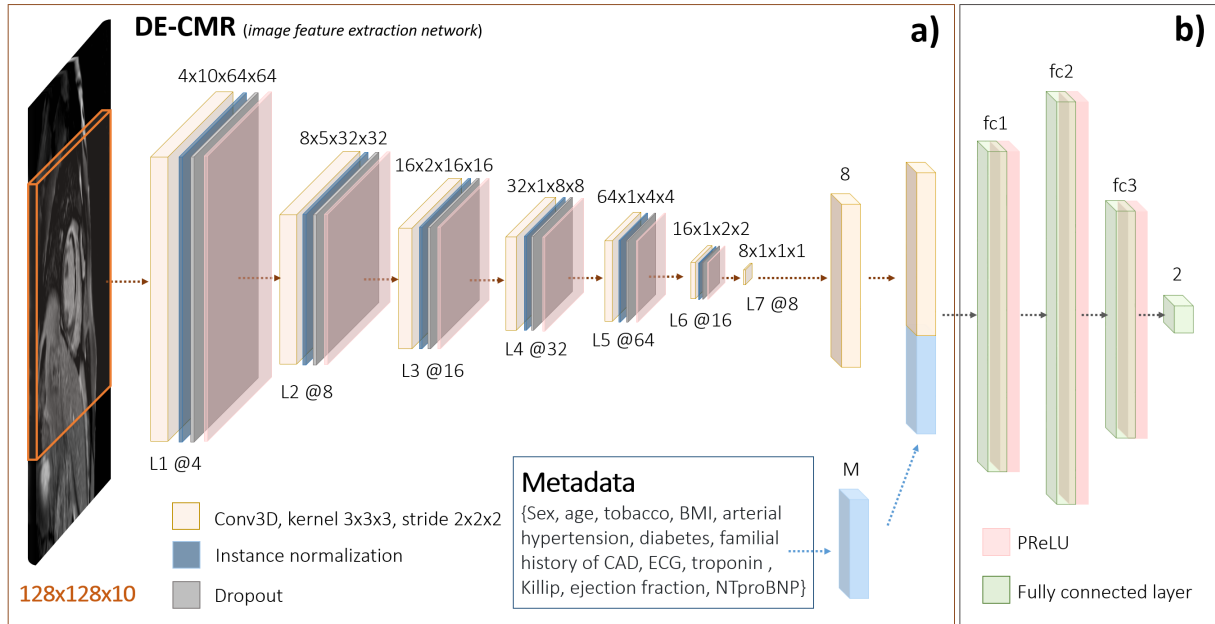 DE-CMR (image feature extraction network)
a)
b)
4x10x64x64
8x5x32x32
16x2x16x16
32x1x8x8
64x1x4x4
16x1x2x2
8x1x1x1
8
fc1
fc2
fc3
2
L1 @4
L2 @8
L3 @16
L4 @32
L5 @64
L6 @16
L7 @8
128x128x10
Conv3D, kernel 3x3x3, stride 2x2x2
Instance normalization
Dropout
Metadata
{Sex, age, tobacco, BMI, arterial
hypertension, diabetes, familial
history of CAD, ECG, troponin ,
Killip, ejection fraction, NTproBNP}
M
PReLU
Fully connected layer